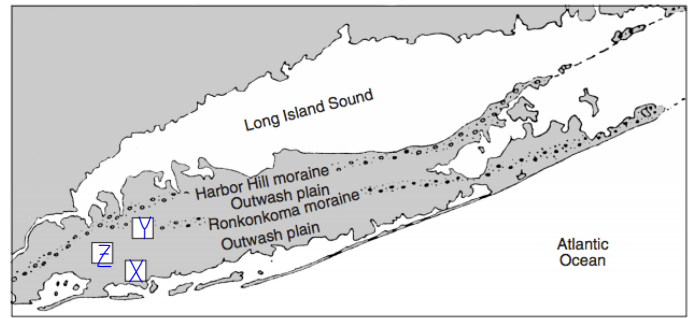 Long Island Sound
Harbor Hill moraine
Outwash plain
Ronkonkoma moraine
Outwash plain
Y
Z
X
Atlantic
Ocean